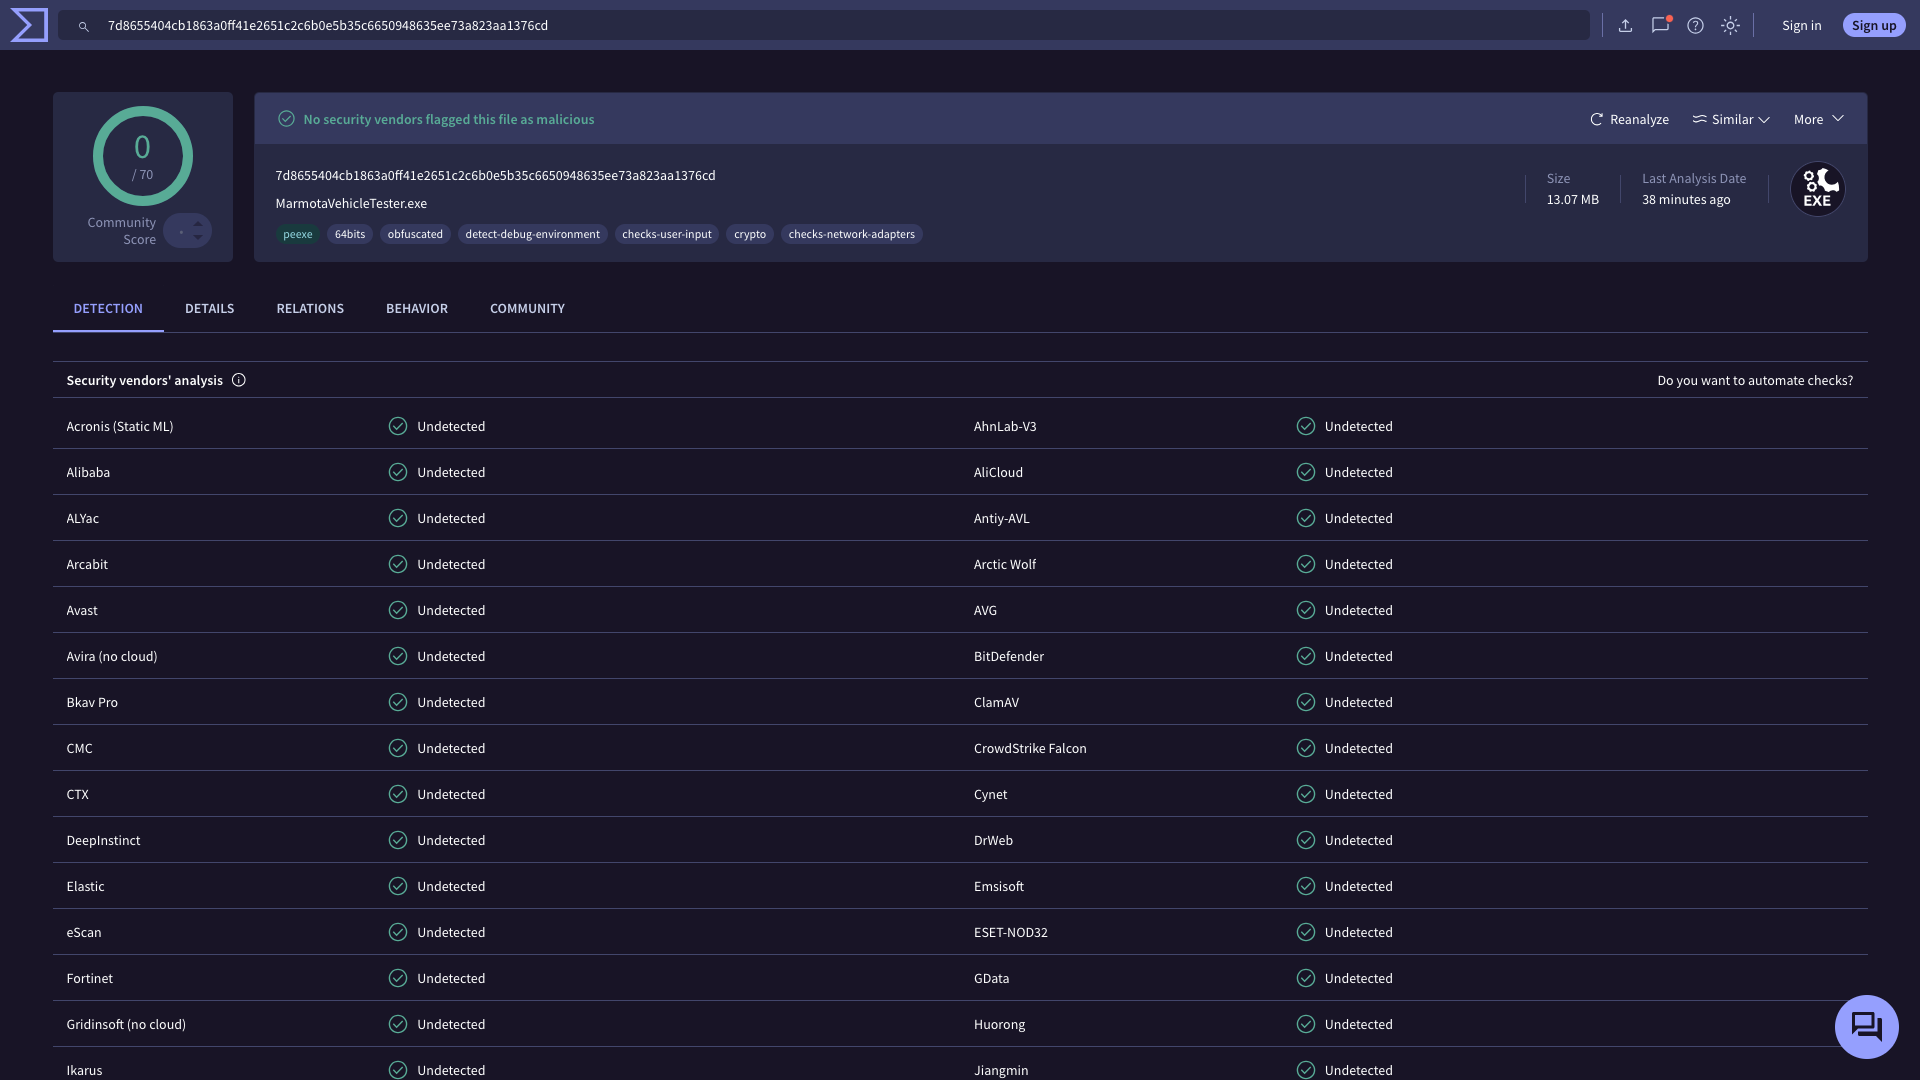 7d8655404cb1863a0ff41e2651c2c6b0e5b35c6650948635ee73a823aa1376cd
Sign in
Sign up
0
/ 70
Community
Score
No security vendors flagged this file as malicious
Reanalyze
Similar
More
7d8655404cb1863a0ff41e2651c2c6b0e5b35c6650948635ee73a823aa1376cd
MarmotaVehicleTester.exe
peexe
64bits
obfuscated
detect-debug-environment
checks-user-input
crypto
checks-network-adapters
Size
13.07 MB
Last Analysis Date
38 minutes ago
EXE
DETECTION
DETAILS
RELATIONS
BEHAVIOR
COMMUNITY
Security vendors' analysis
Do you want to automate checks?
Acronis (Static ML) Undetected AhnLab-V3 Undetected
Alibaba Undetected AliCloud Undetected
ALYac Undetected Antiy-AVL Undetected
Arcabit Undetected Arctic Wolf Undetected
Avast Undetected AVG Undetected
Avira (no cloud) Undetected BitDefender Undetected
Bkav Pro Undetected ClamAV Undetected
CMC Undetected CrowdStrike Falcon Undetected
CTX Undetected Cynet Undetected
DeepInstinct Undetected DrWeb Undetected
Elastic Undetected Emsisoft Undetected
eScan Undetected ESET-NOD32 Undetected
Fortinet Undetected GData Undetected
Gridinsoft (no cloud) Undetected Huorong Undetected
Ikarus Undetected Jiangmin Undetected